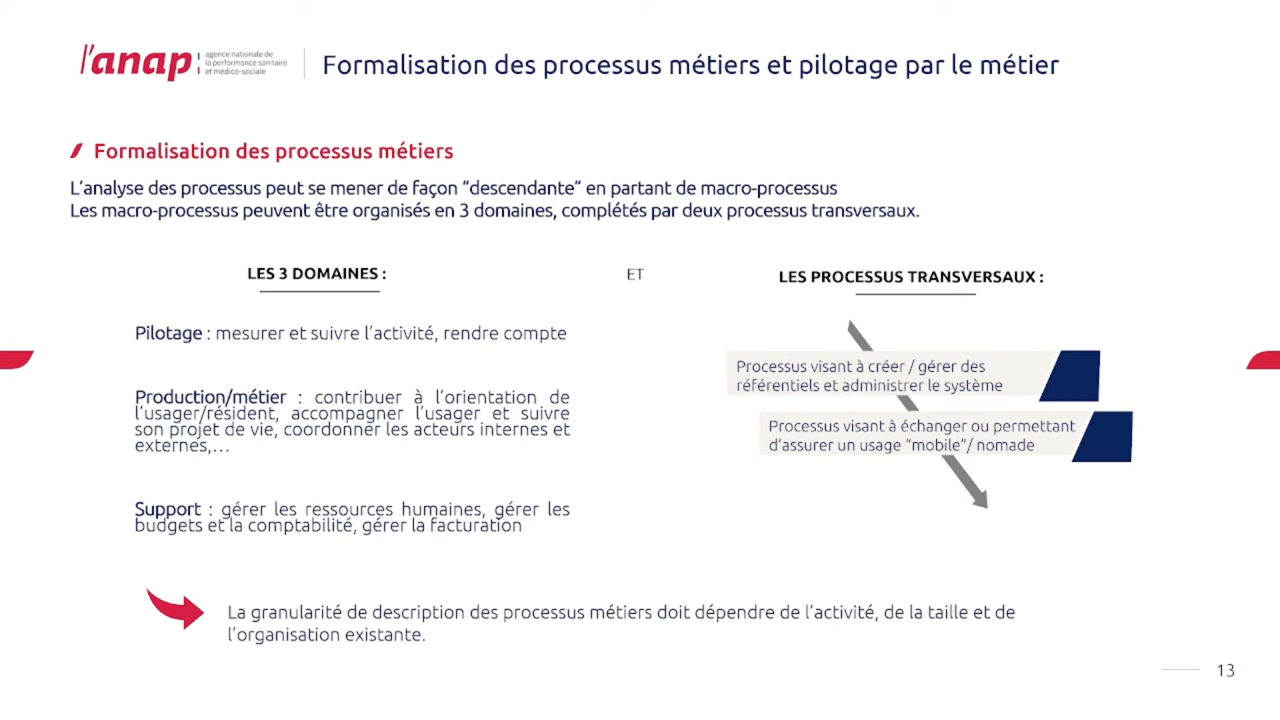 l'anap
agence nationale de
la performance sanitaire
et médico-sociale
Formalisation des processus métiers et pilotage par le métier
Formalisation des processus métiers
L'analyse des processus peut se mener de façon "descendante" en partant de macro-processus
Les macro-processus peuvent être organisés en 3 domaines, complétés par deux processus transversaux.
LES 3 DOMAINES :
Pilotage : mesurer et suivre l'activité, rendre compte
Production/métier : contribuer à l'orientation de
l'usager/résident, accompagner l'usager et suivre
son projet de vie, coordonner les acteurs internes et
externes,...
Support : gérer les ressources humaines, gérer les
budgets et la comptabilité, gérer la facturation
ET
LES PROCESSUS TRANSVERSAUX :
Processus visant à créer / gérer des
référentiels et administrer le système
Processus visant à échanger ou permettant
d'assurer un usage "mobile"/ nomade
La granularité de description des processus métiers doit dépendre de l'activité, de la taille et de
l'organisation existante.
13